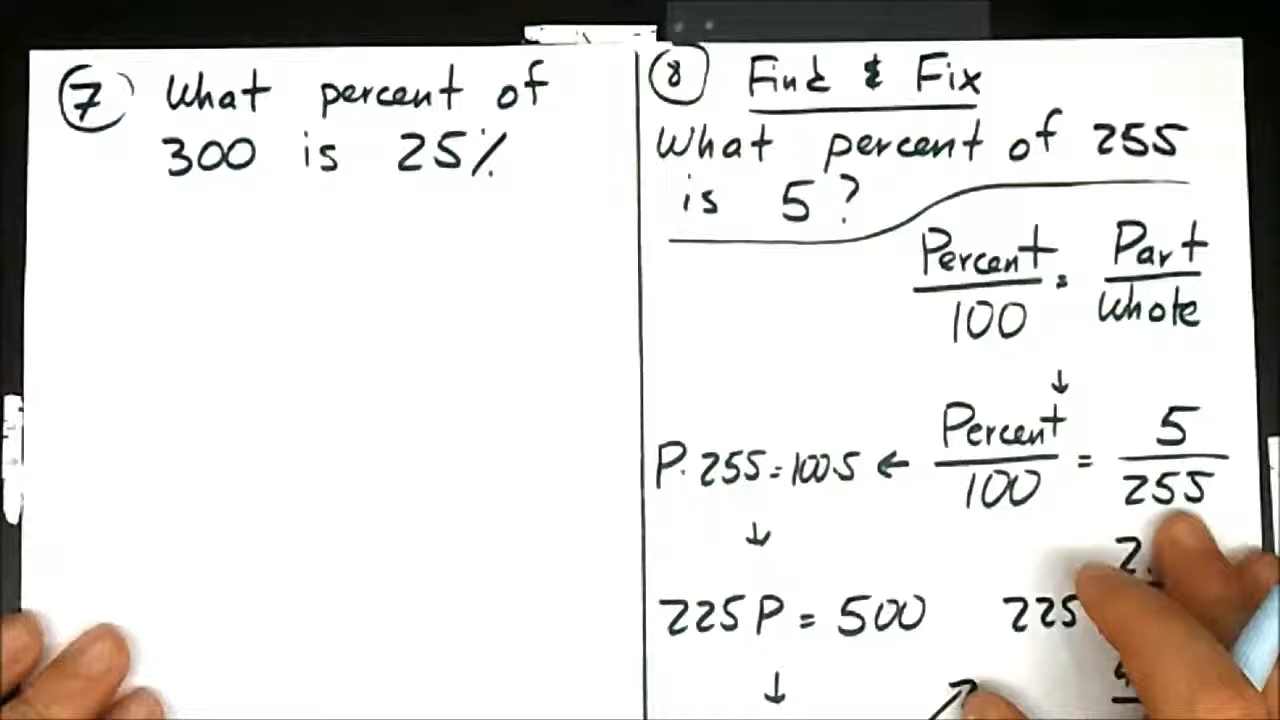 7 What percent of
300 is 25%
8 Find & Fix
What percent of 255
is 5?
Percent
100
=
Part
Whole
↓
P·255=100·5 ← Percent
100
=
5
255
↓
225P = 500
225
↓